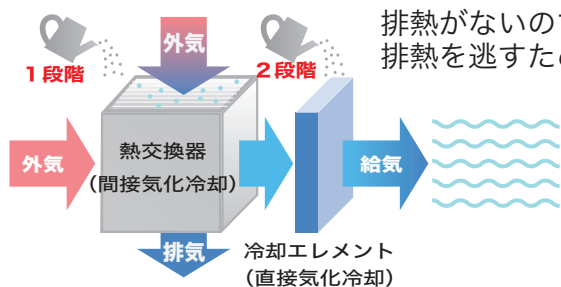 排熱がないので
排熱を逃すた
外気
1段階
2段階
外気
熱交換器
(間接気化冷却)
給気
排気
冷却エレメント
(直接気化冷却)